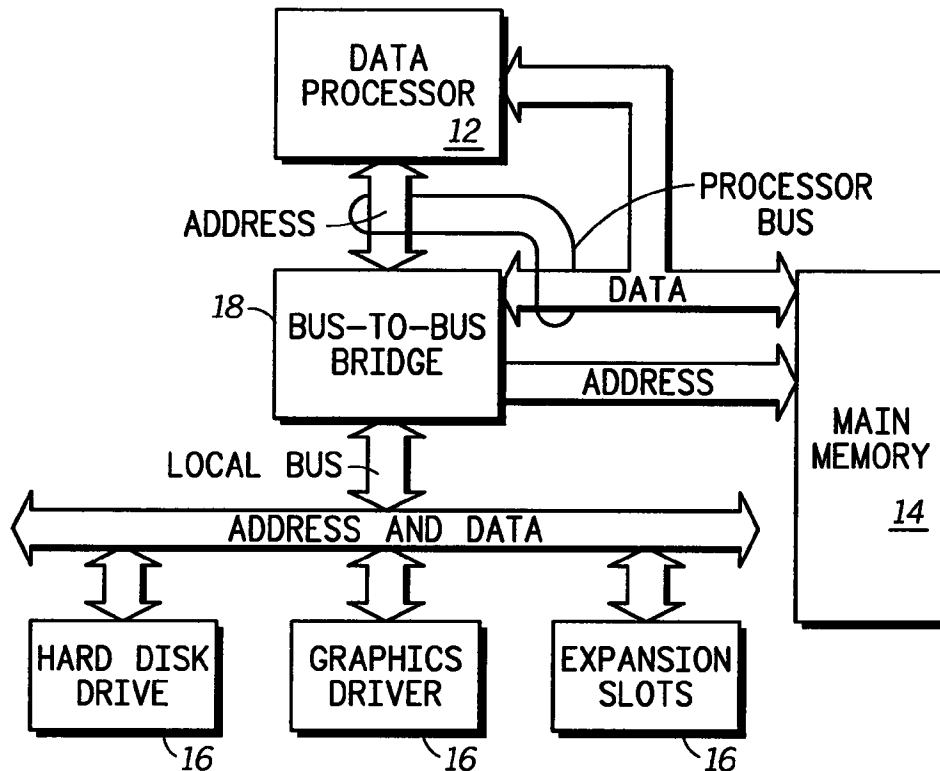 DATA
PROCESSOR
12
ADDRESS
PROCESSOR
BUS
18
BUS-TO-BUS
BRIDGE
DATA
ADDRESS
MAIN
MEMORY
14
LOCAL BUS
ADDRESS AND DATA
HARD DISK
DRIVE
16
GRAPHICS
DRIVER
16
EXPANSION
SLOTS
16